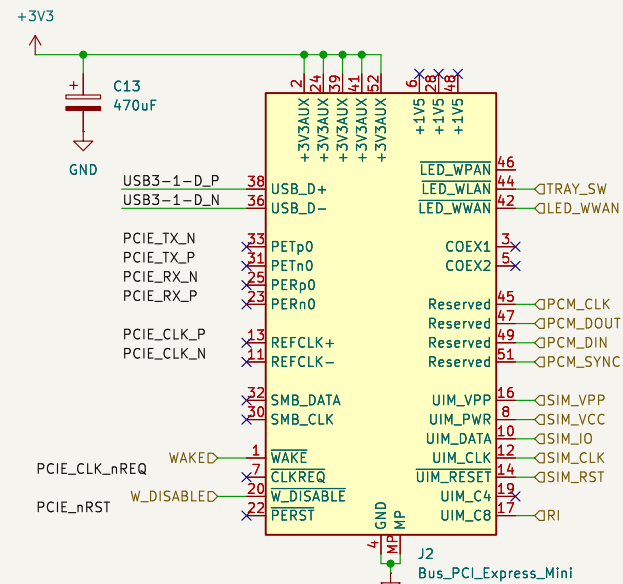 +3V3
C13
470uF
GND
2 24 39 41 52 6 28 48
+3V3AUX +3V3AUX +3V3AUX +3V3AUX +3V3AUX +1V5 +1V5 +1V5
LED_WPAN 46
USB3-1-D_P 38 USB_D+ LED_WLAN 44 TRAY_SW
USB3-1-D_N 36 USB_D- LED_WWAN 42 LED_WWAN
PCIE_TX_N 33 PETp0 COEX1 3
PCIE_TX_P 31 PETn0 COEX2 5
PCIE_RX_N 25 PERp0
PCIE_RX_P 23 PERn0 Reserved 45 PCM_CLK
Reserved 47 PCM_DOUT
PCIE_CLK_P 13 REFCLK+ Reserved 49 PCM_DIN
PCIE_CLK_N 11 REFCLK- Reserved 51 PCM_SYNC
32 SMB_DATA UIM_VPP 16 SIM_VPP
30 SMB_CLK UIM_PWR 8 SIM_VCC
UIM_DATA 10 SIM_IO
WAKE 1 WAKE UIM_CLK 12 SIM_CLK
PCIE_CLK_nREQ 7 CLKREQ UIM_RESET 14 SIM_RST
W_DISABLE 20 W_DISABLE UIM_C4 19
PCIE_nRST 22 PERST UIM_C8 17 RI
GND MP
4 MP
J2
Bus_PCI_Express_Mini